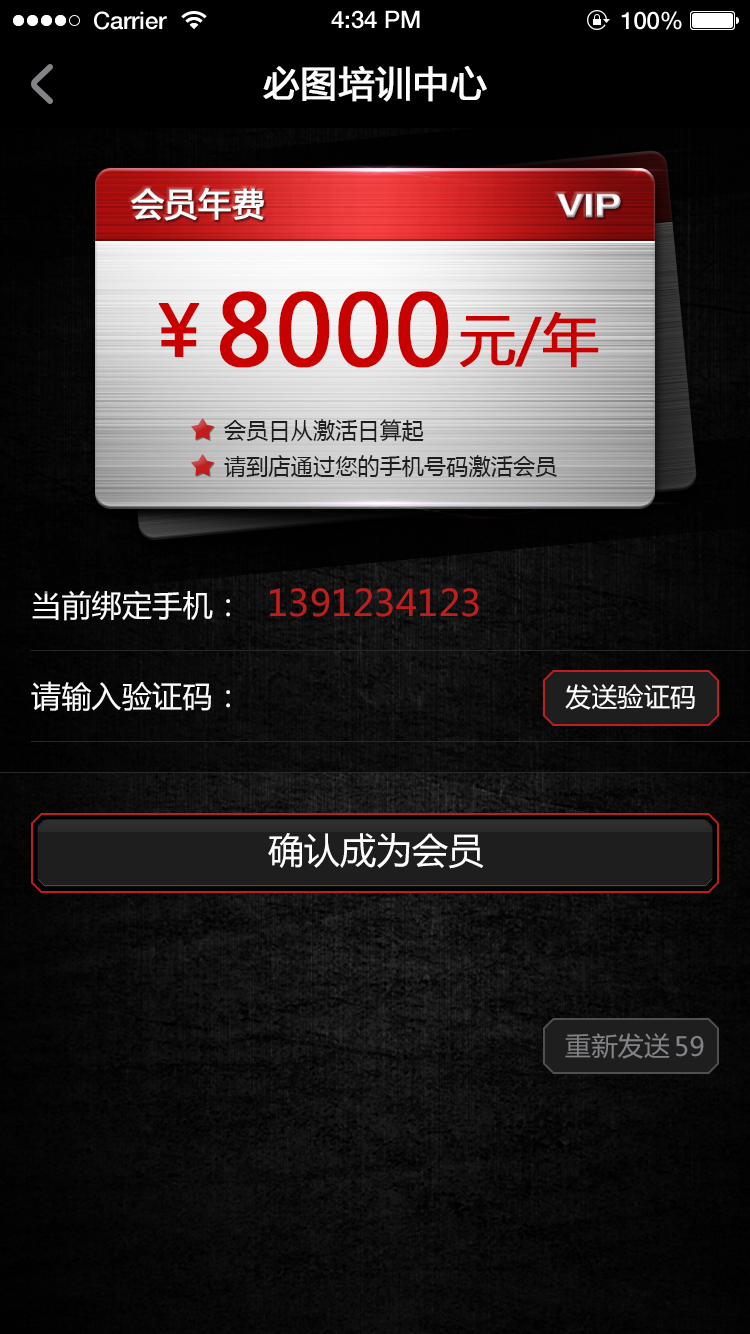 Carrier 4:34 PM 100%
必图培训中心
会员年费 VIP
¥8000元/年
会员日从激活日算起
请到店通过您的手机号码激活会员
当前绑定手机： 1391234123
请输入验证码： 发送验证码
确认成为会员
重新发送59